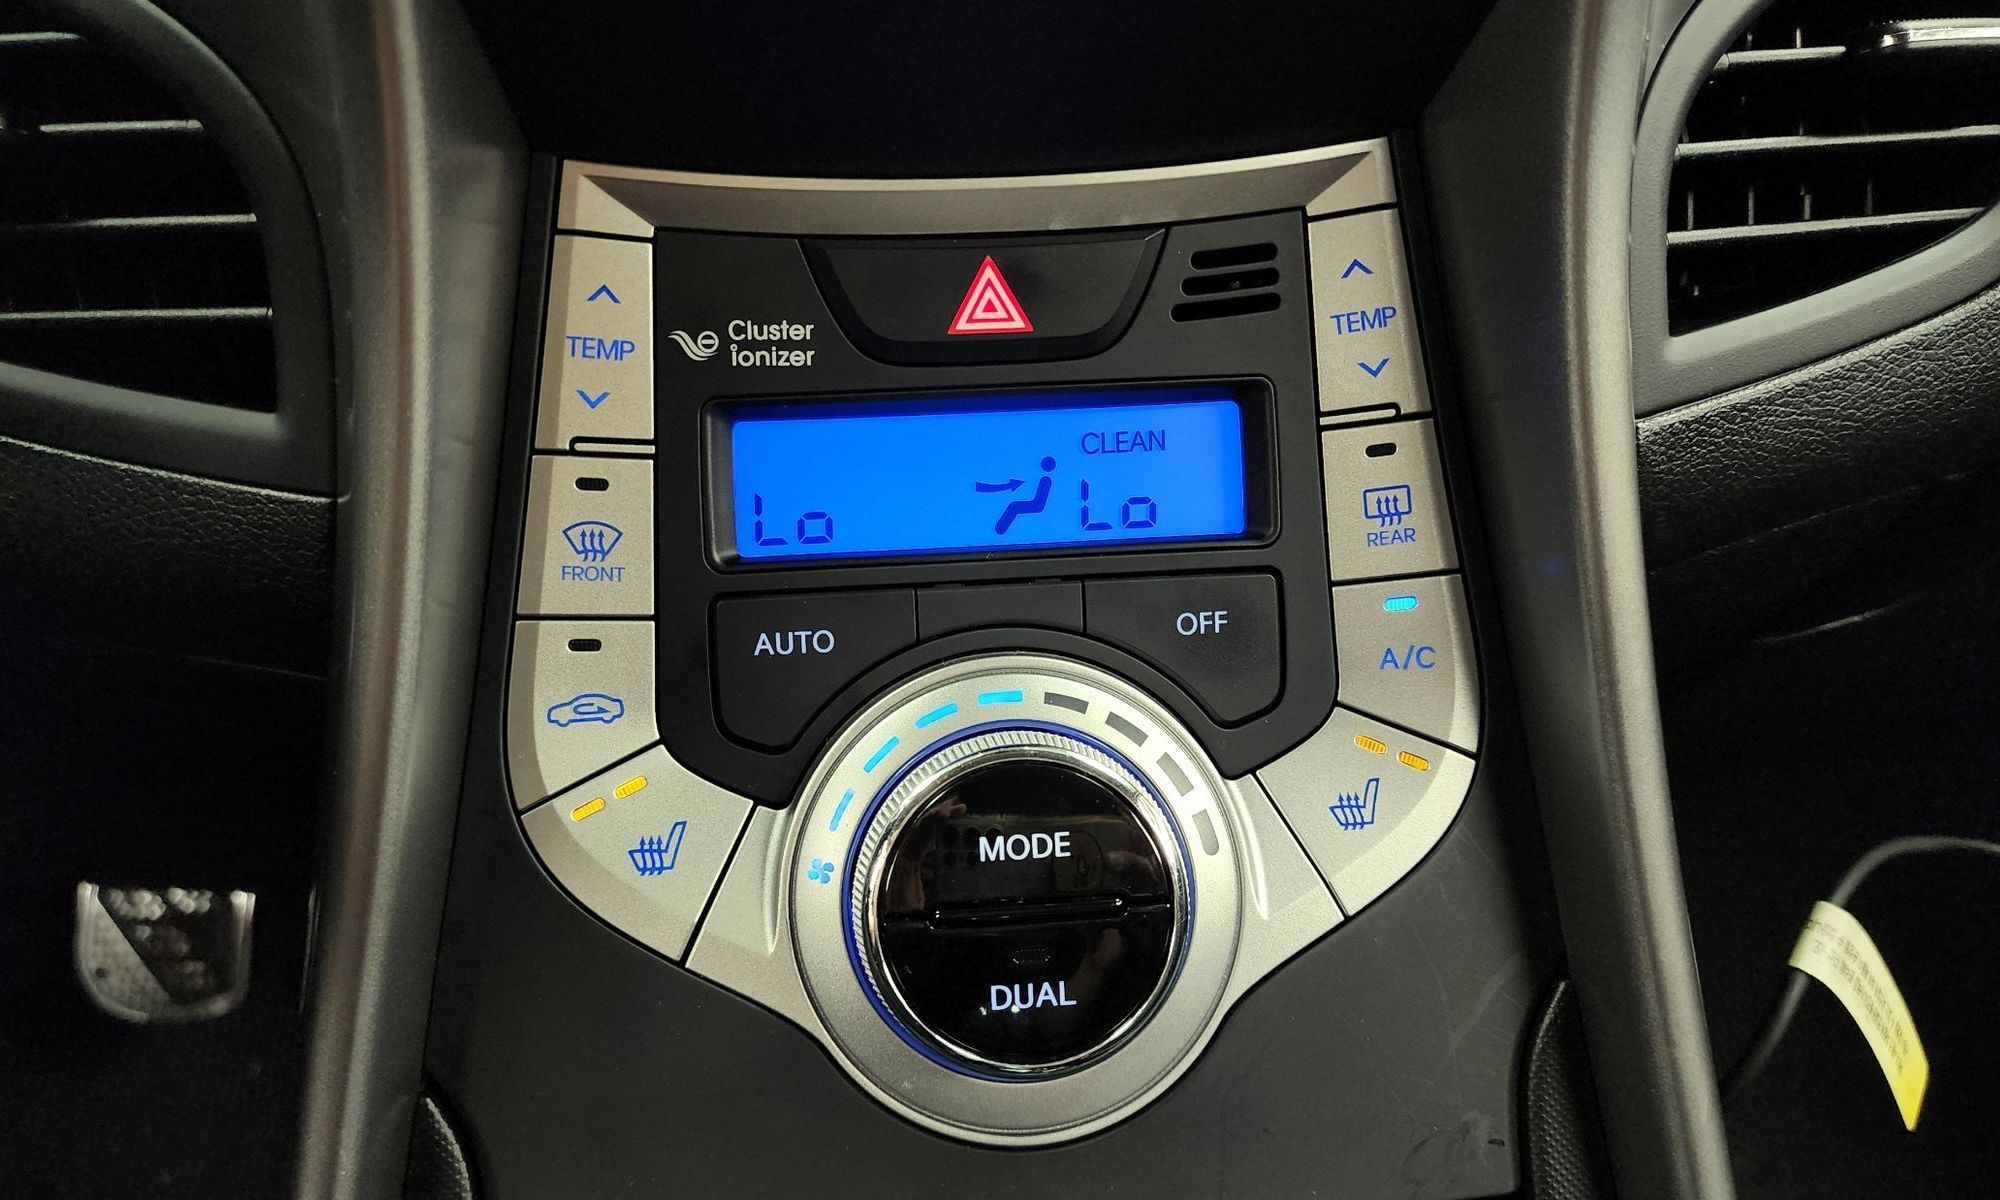 TEMP
Cluster
ionizer
TEMP
CLEAN
Lo
Lo
FRONT
REAR
AUTO
OFF
A/C
MODE
DUAL